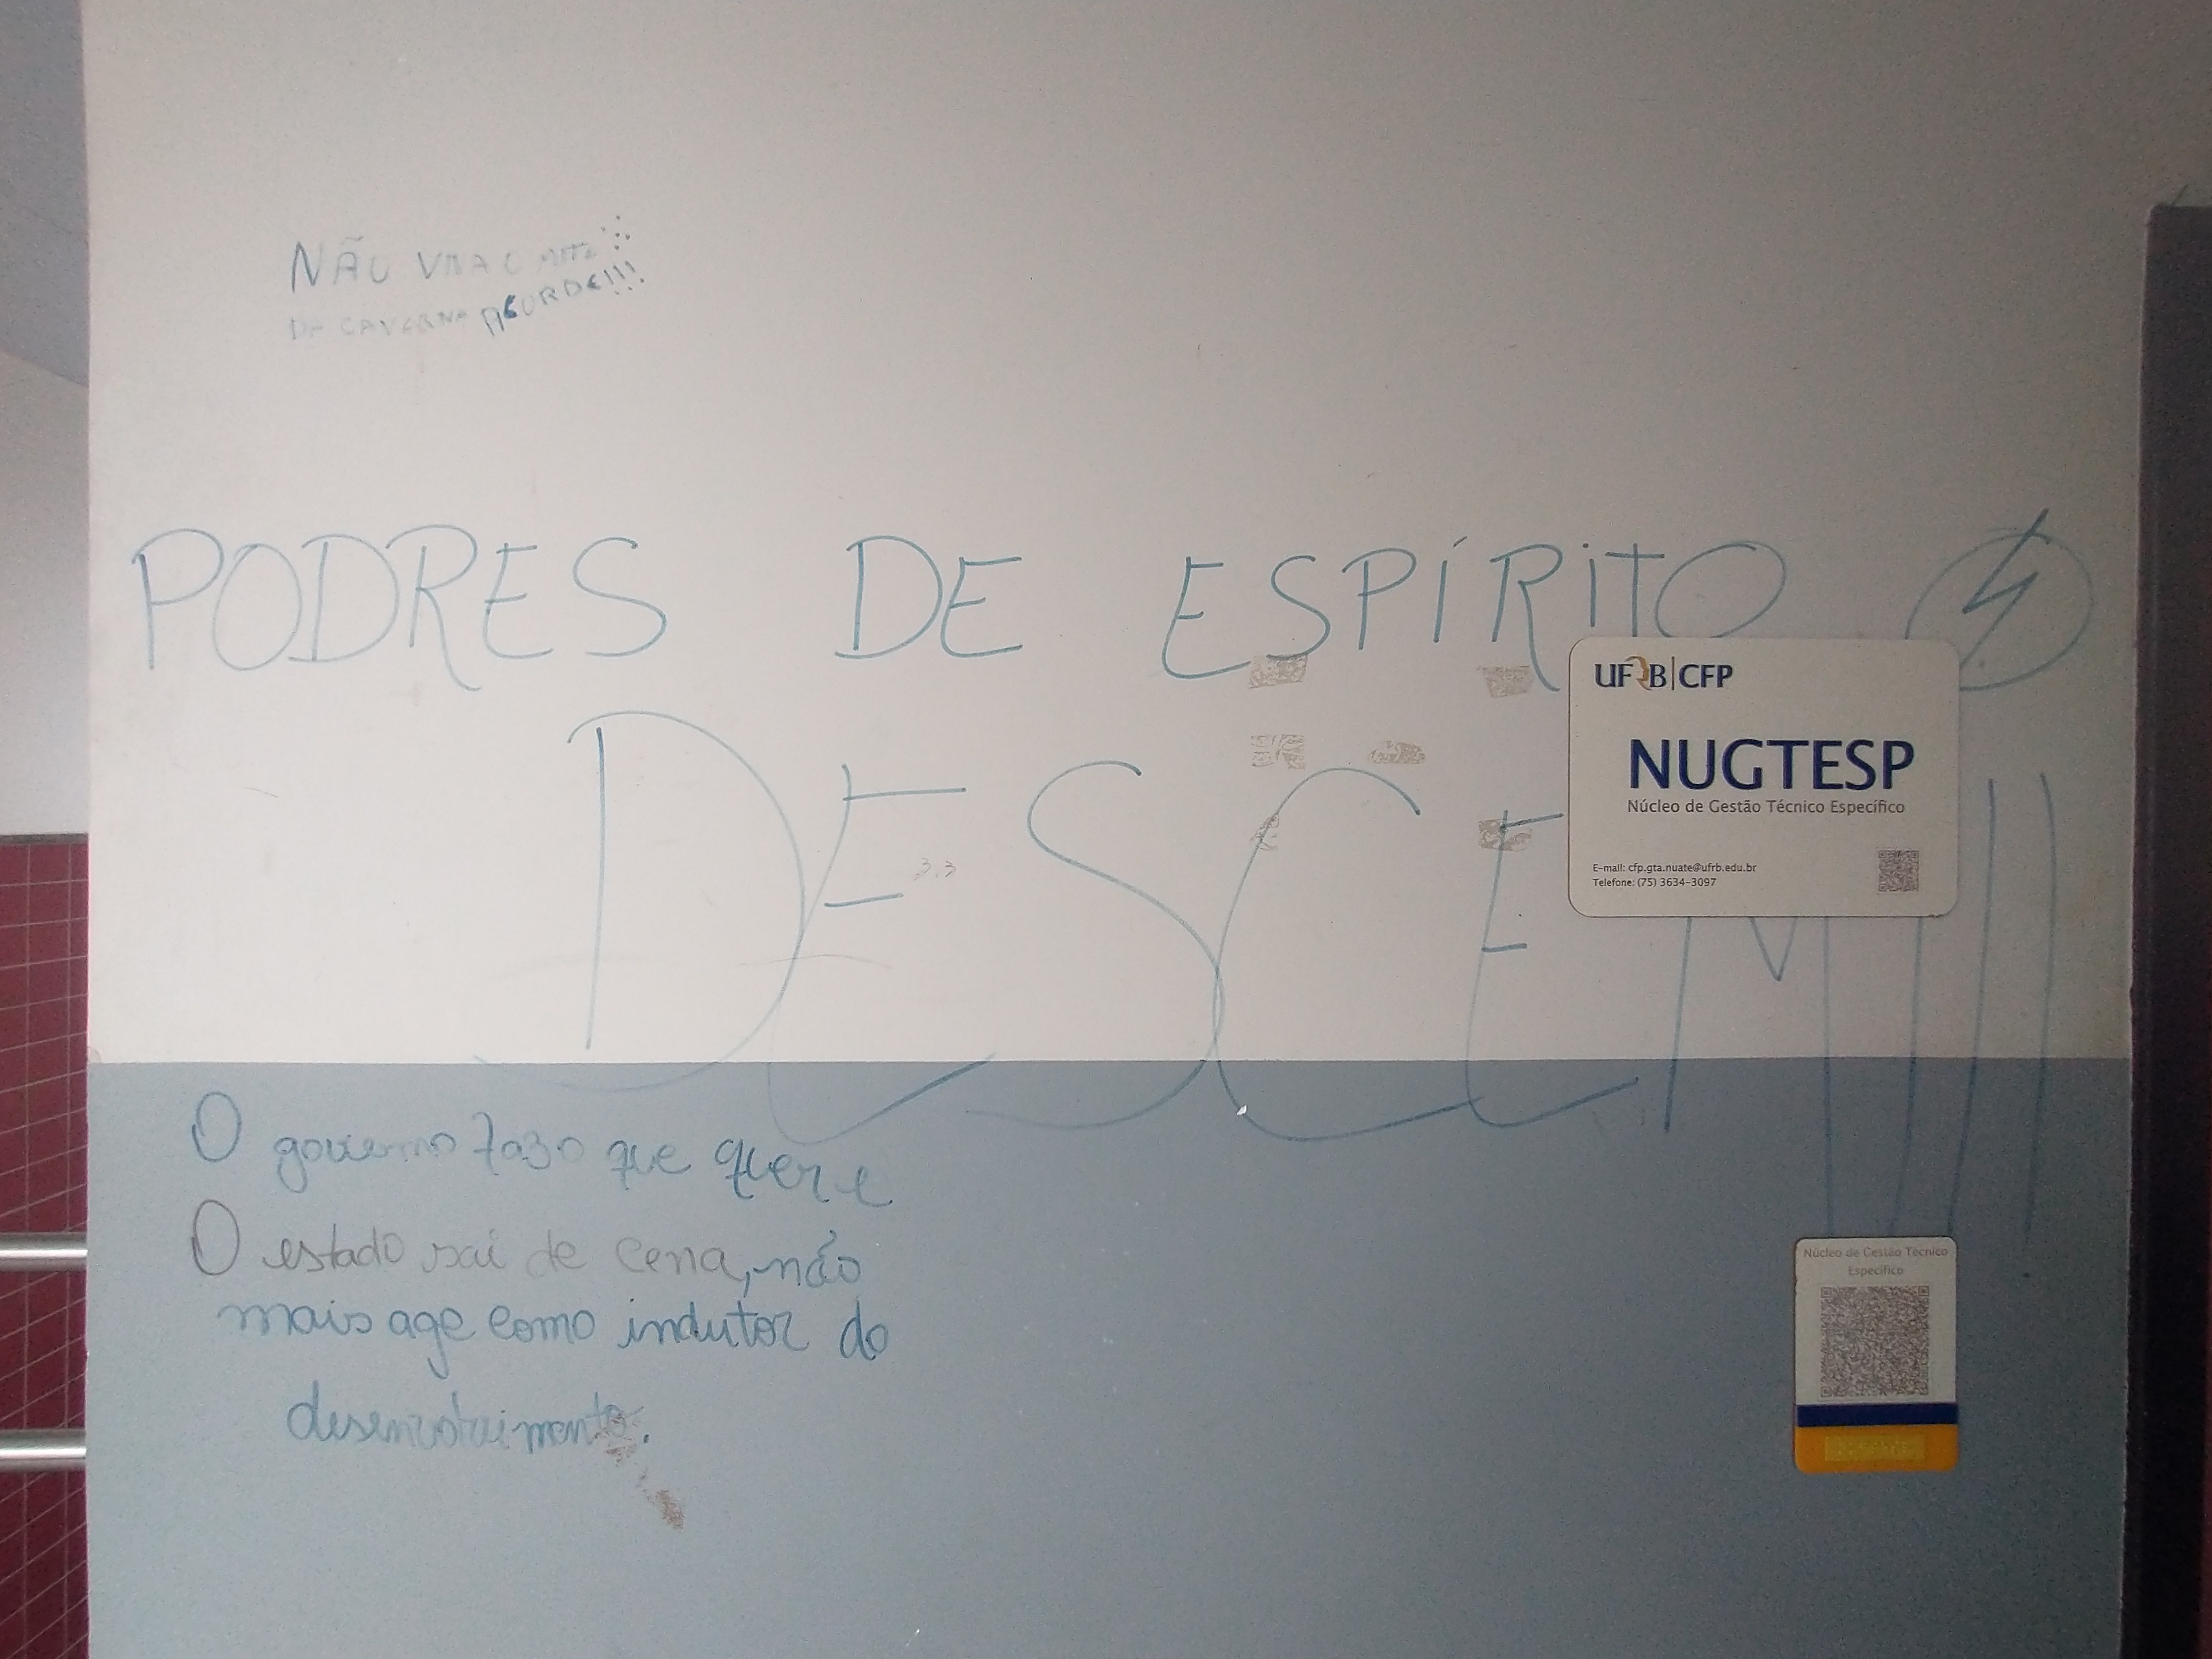 NÃO VIVA O MITO
DA CAVERNA ACORDE!!!
PODRES DE ESPÍRITO
DESCEM!!
UFRB|CFP
NUGTESP
Núcleo de Gestão Técnico Específico
E-mail: cfp.gta.nuate@ufrb.edu.br
Telefone: (75) 3634-3097
3.3
O governo faz o que quer e
O estado sai de cena, não
mais age como indutor do
desenvolvimento.
Núcleo de Gestão Técnico
Específico